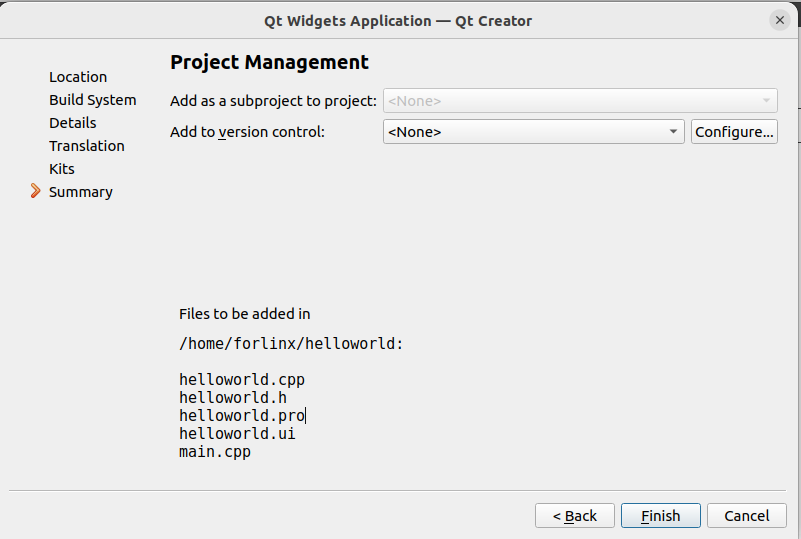 Qt Widgets Application — Qt Creator
Location
Build System
Details
Translation
Kits
Summary
Project Management
Add as a subproject to project: <None>
Add to version control: <None> Configure...
Files to be added in
/home/forlinx/helloworld:
helloworld.cpp
helloworld.h
helloworld.pro
helloworld.ui
main.cpp
< Back Finish Cancel